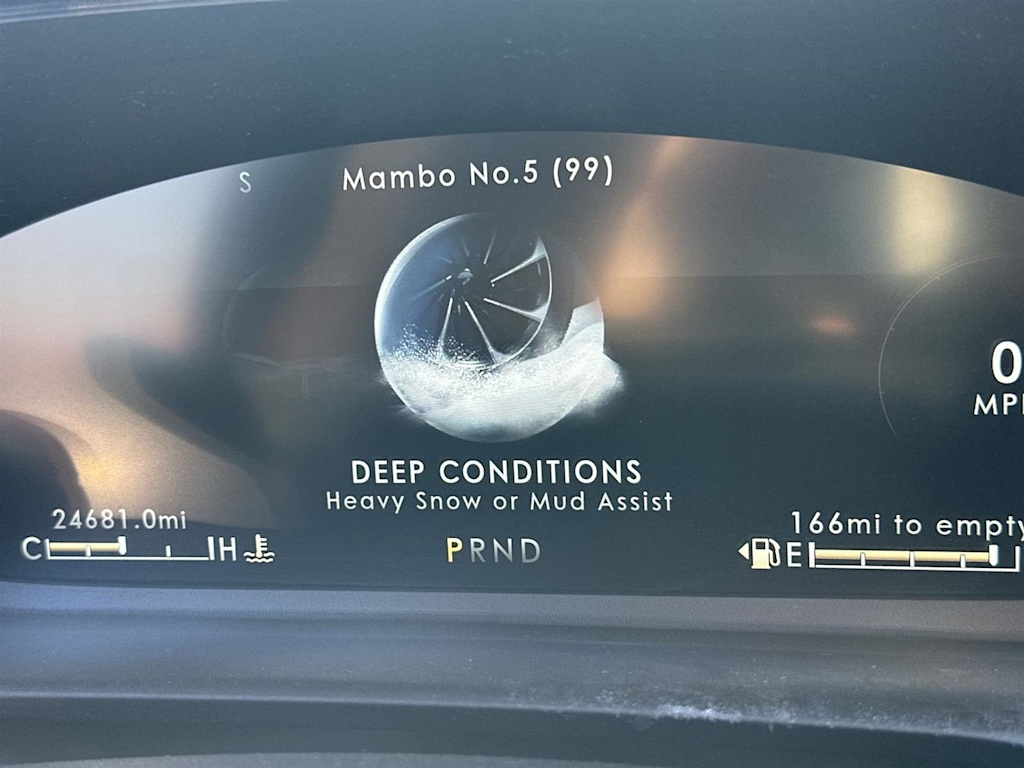 S
Mambo No.5 (99)
0
MPH
DEEP CONDITIONS
Heavy Snow or Mud Assist
24681.0mi
166mi to empty
C H
PRND
E